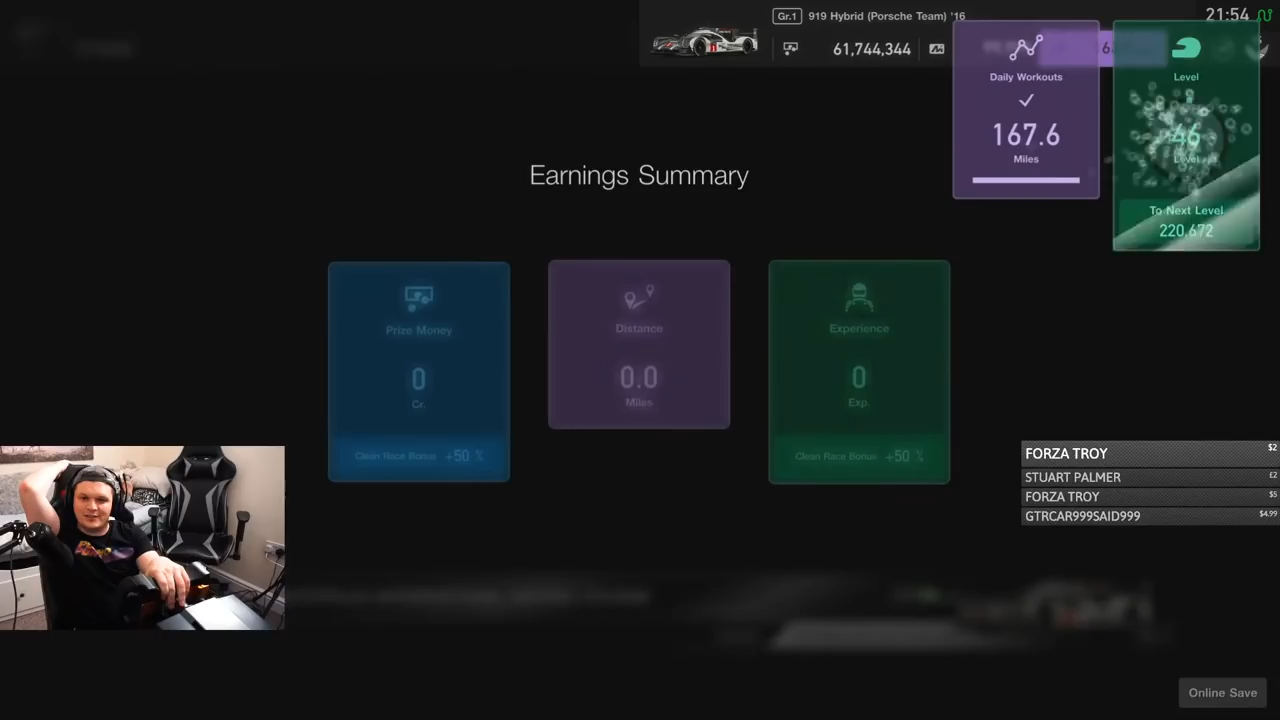 Gr.1 919 Hybrid (Porsche Team) '16
21:54
61,744,344
Daily Workouts
167.6
Miles
Level
46
Level
To Next Level
220,672
Earnings Summary
Prize Money
0
Cr.
Clean Race Bonus +50 %
Distance
0.0
Miles
Experience
0
Exp.
Clean Race Bonus +50 %
FORZA TROY $2
STUART PALMER £2
FORZA TROY $5
GTRCAR999SAID999 $4.99
Online Save